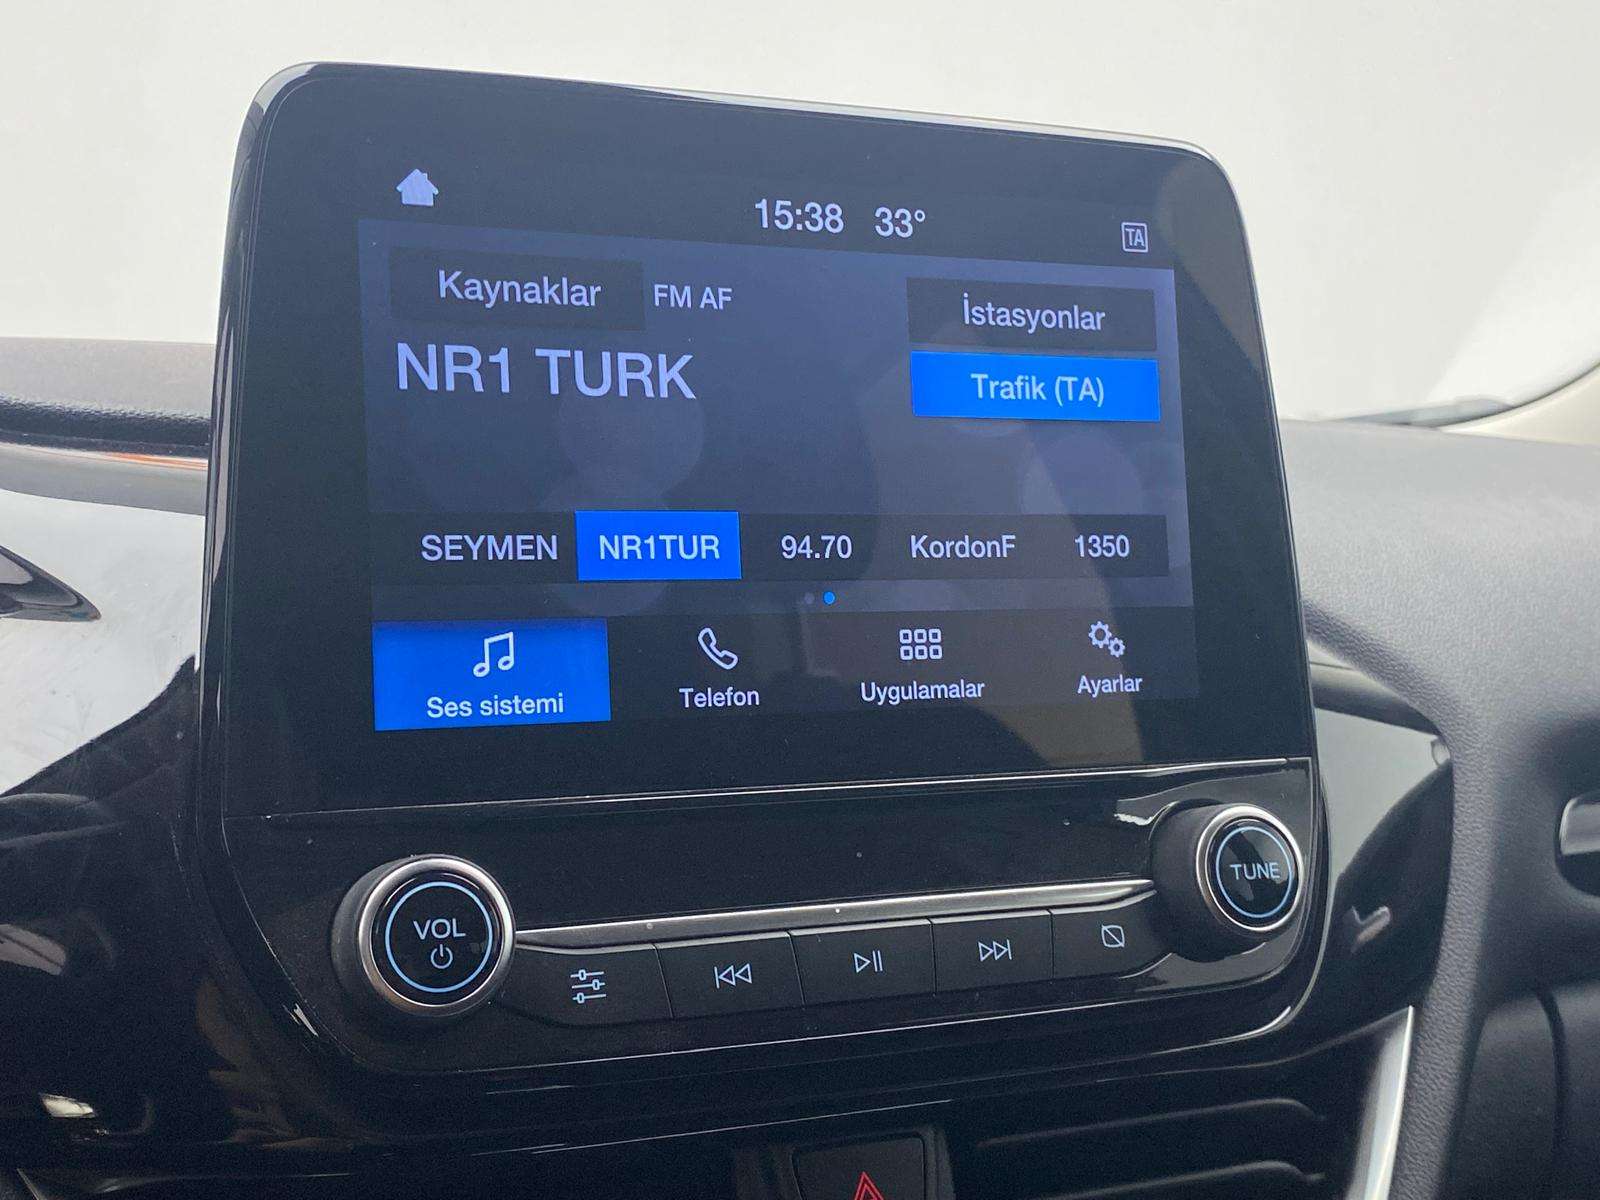 15:38 33°
TA
Kaynaklar FM AF
İstasyonlar
NR1 TURK
Trafik (TA)
SEYMEN NR1TUR 94.70 KordonF 1350
Ses sistemi Telefon Uygulamalar Ayarlar
VOL
TUNE